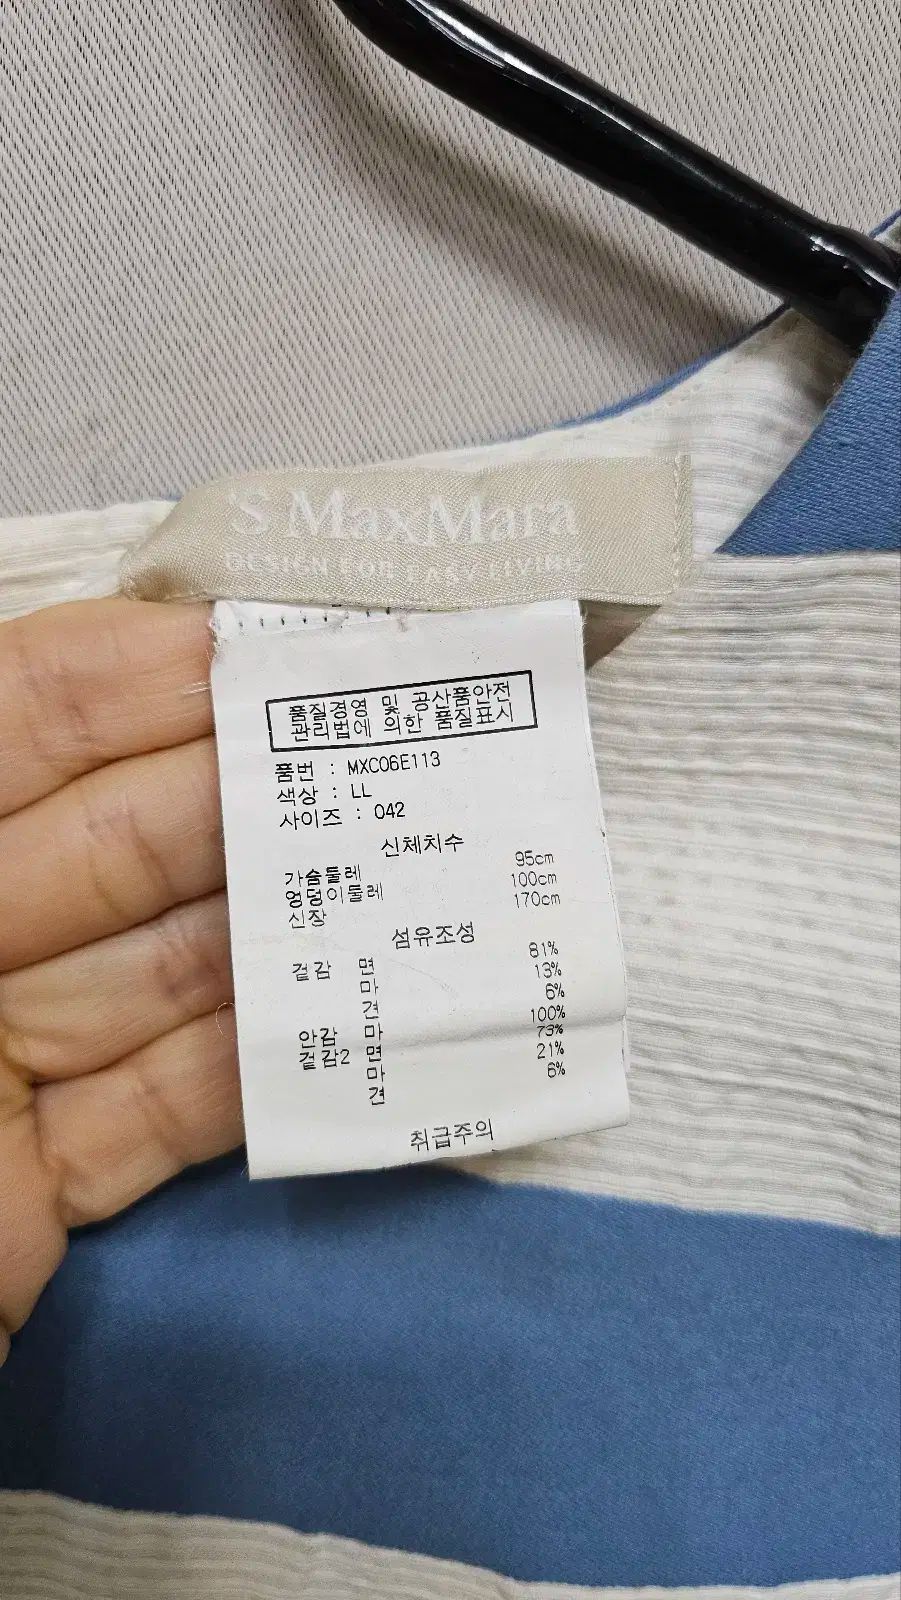 'S MaxMara
DESIGN FOR EASY LIVING
품질경영 및 공산품안전
관리법에 의한 품질표시
품번 : MXC06E113
색상 : LL
사이즈 : 042
신체치수
가슴둘레 95cm
엉덩이둘레 100cm
신장 170cm
섬유조성
겉감 면 81%
마 13%
견 6%
안감 마 100%
겉감2 면 73%
마 21%
견 6%
취급주의